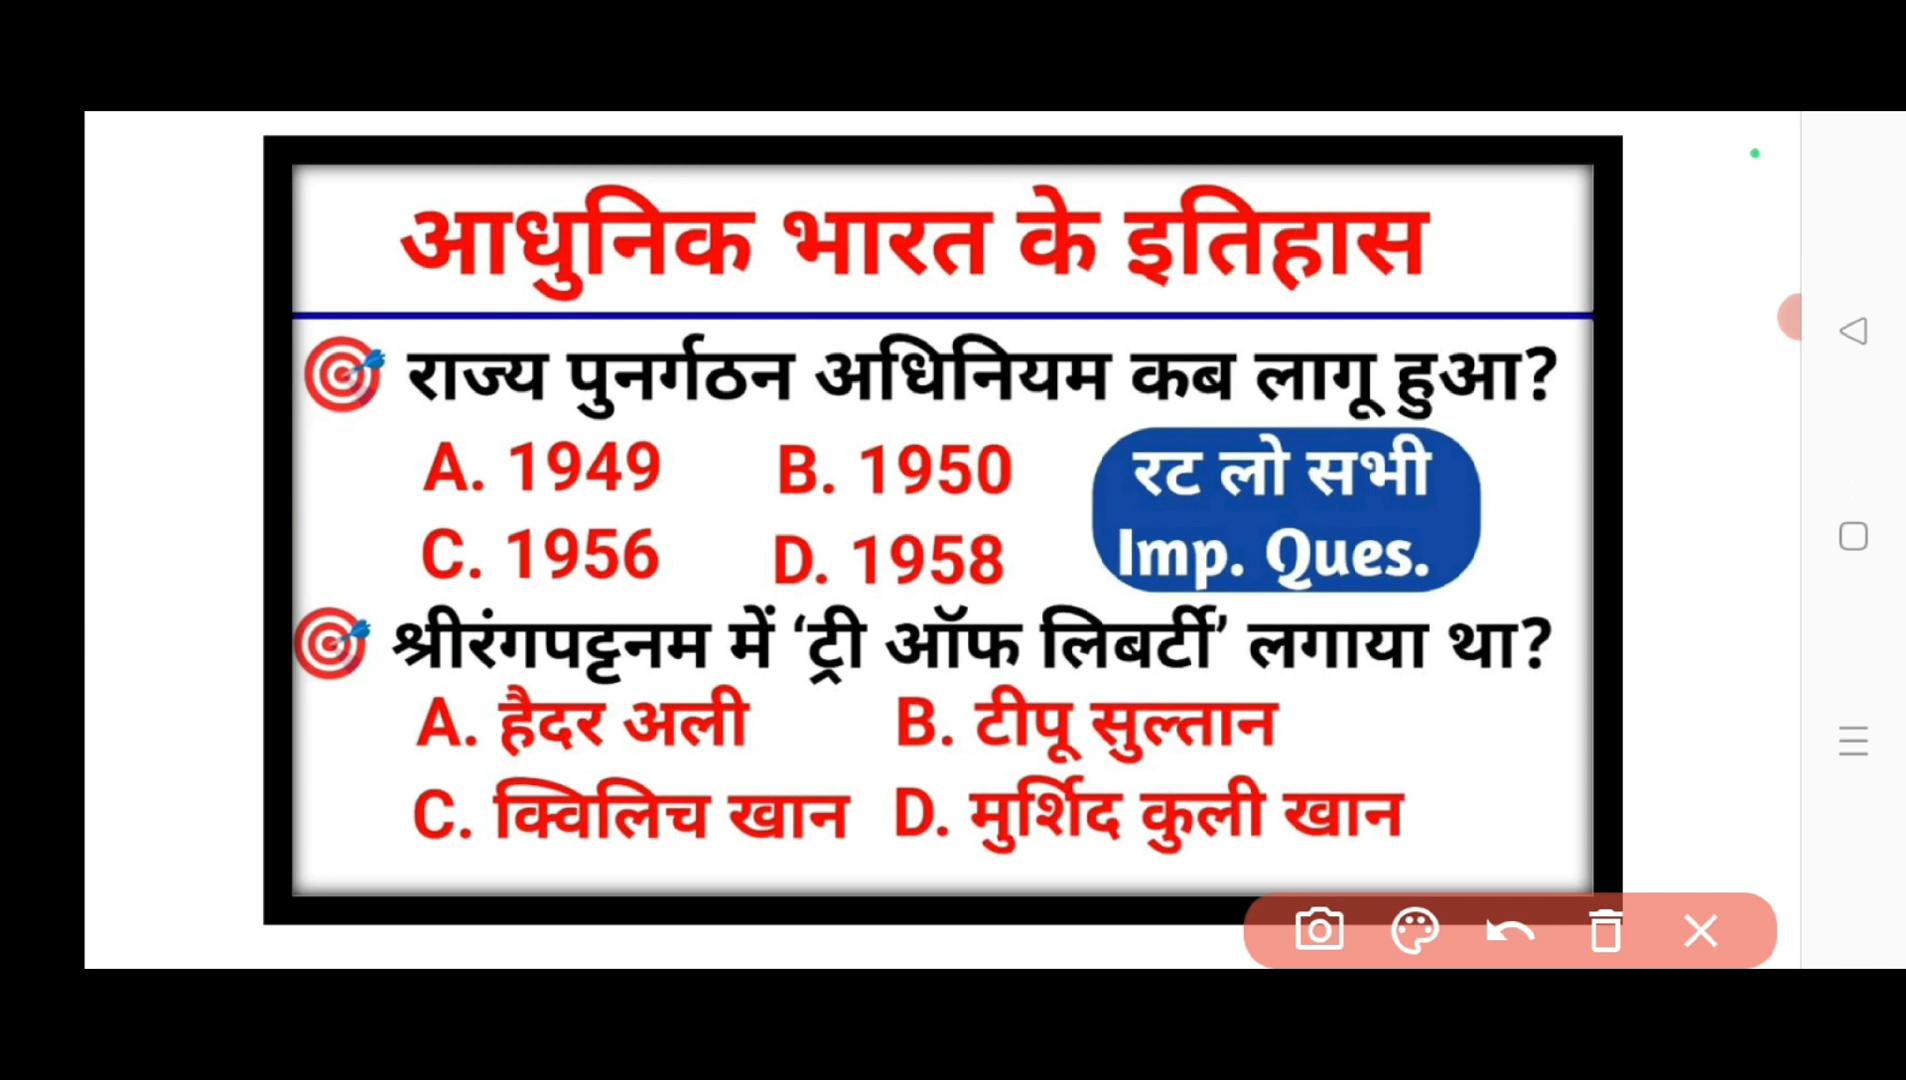 आधुनिक भारत के इतिहास
राज्य पुनर्गठन अधिनियम कब लागू हुआ?
A. 1949 B. 1950
C. 1956 D. 1958
रट लो सभी
Imp. Ques.
श्रीरंगपट्टनम में ‘ट्री ऑफ लिबर्टी’ लगाया था?
A. हैदर अली B. टीपू सुल्तान
C. क्विलिच खान D. मुर्शिद कुली खान